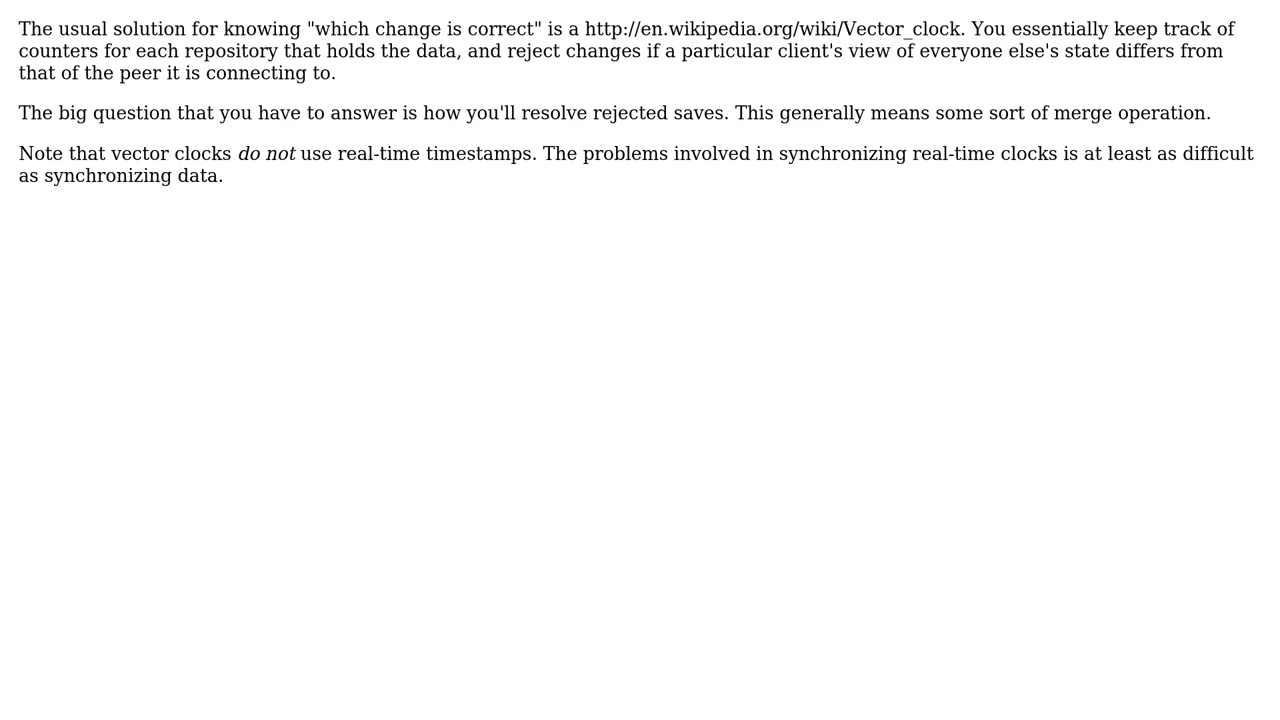 The usual solution for knowing "which change is correct" is a http://en.wikipedia.org/wiki/Vector_clock. You essentially keep track of
counters for each repository that holds the data, and reject changes if a particular client's view of everyone else's state differs from
that of the peer it is connecting to.
The big question that you have to answer is how you'll resolve rejected saves. This generally means some sort of merge operation.
Note that vector clocks do not use real-time timestamps. The problems involved in synchronizing real-time clocks is at least as difficult
as synchronizing data.